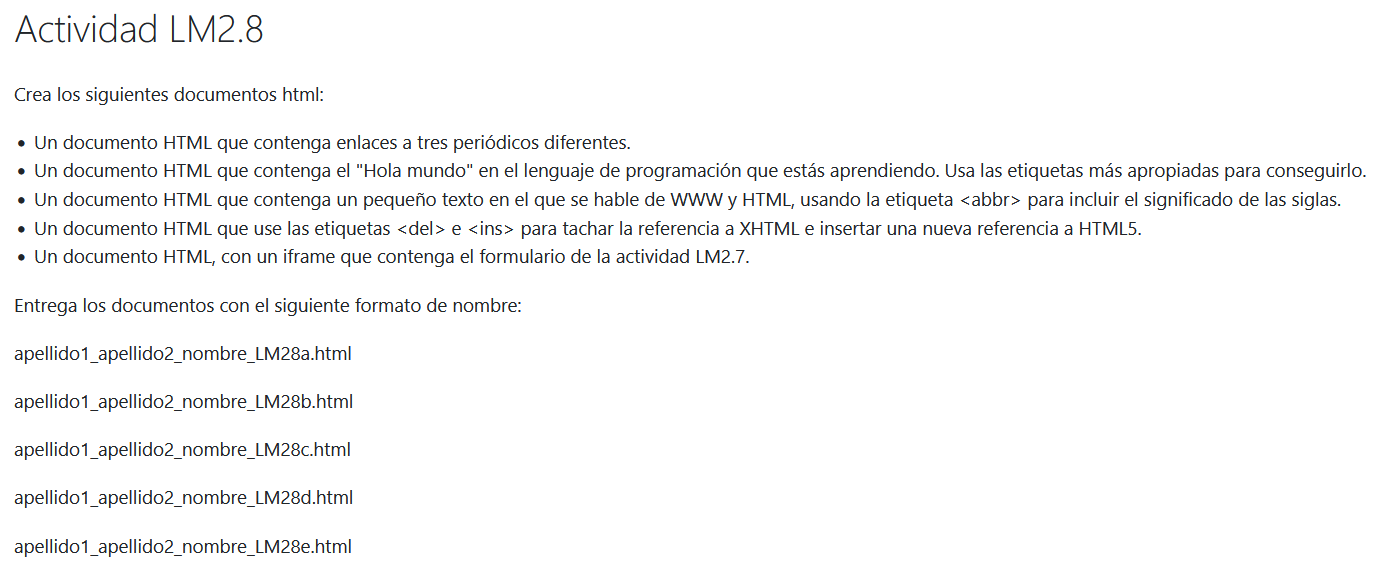 Actividad LM2.8
Crea los siguientes documentos html:
• Un documento HTML que contenga enlaces a tres periódicos diferentes.
• Un documento HTML que contenga el "Hola mundo" en el lenguaje de programación que estás aprendiendo. Usa las etiquetas más apropiadas para conseguirlo.
• Un documento HTML que contenga un pequeño texto en el que se hable de WWW y HTML, usando la etiqueta <abbr> para incluir el significado de las siglas.
• Un documento HTML que use las etiquetas <del> e <ins> para tachar la referencia a XHTML e insertar una nueva referencia a HTML5.
• Un documento HTML, con un iframe que contenga el formulario de la actividad LM2.7.
Entrega los documentos con el siguiente formato de nombre:
apellido1_apellido2_nombre_LM28a.html
apellido1_apellido2_nombre_LM28b.html
apellido1_apellido2_nombre_LM28c.html
apellido1_apellido2_nombre_LM28d.html
apellido1_apellido2_nombre_LM28e.html